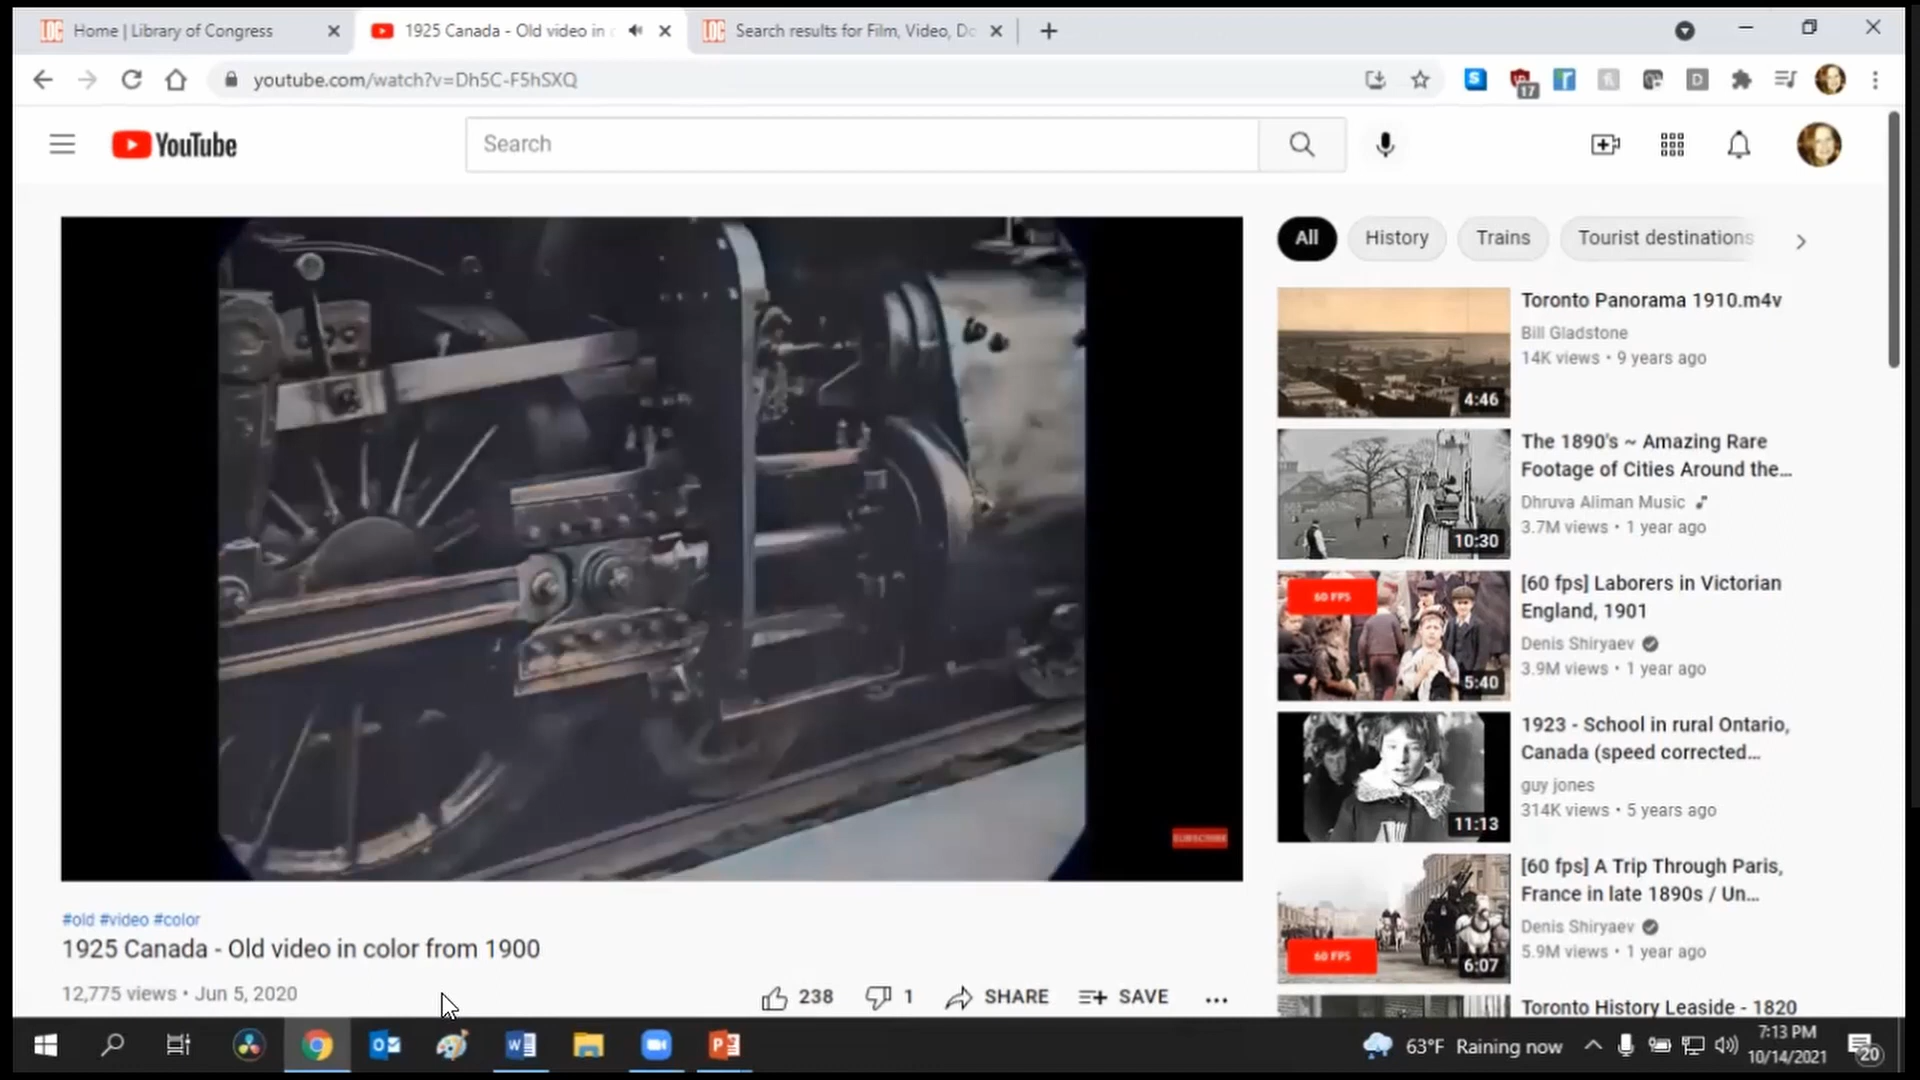 Home | Library of Congress
1925 Canada - Old video in c
Search results for Film, Video, Do
youtube.com/watch?v=Dh5C-F5hSXQ
17
YouTube
Search
All
History
Trains
Tourist destinations
Toronto Panorama 1910.m4v
Bill Gladstone
14K views • 9 years ago
4:46
The 1890's ~ Amazing Rare
Footage of Cities Around the...
Dhruva Aliman Music
3.7M views • 1 year ago
10:30
60 FPS
[60 fps] Laborers in Victorian
England, 1901
Denis Shiryaev
3.9M views • 1 year ago
5:40
1923 - School in rural Ontario,
Canada (speed corrected...
guy jones
314K views • 5 years ago
11:13
[60 fps] A Trip Through Paris,
France in late 1890s / Un...
Denis Shiryaev
5.9M views • 1 year ago
60 FPS
6:07
Toronto History Leaside - 1820
SUBSCRIBE
#old #video #color
1925 Canada - Old video in color from 1900
12,775 views • Jun 5, 2020
238
1
SHARE
SAVE
63°F Raining now
7:13 PM
10/14/2021
20